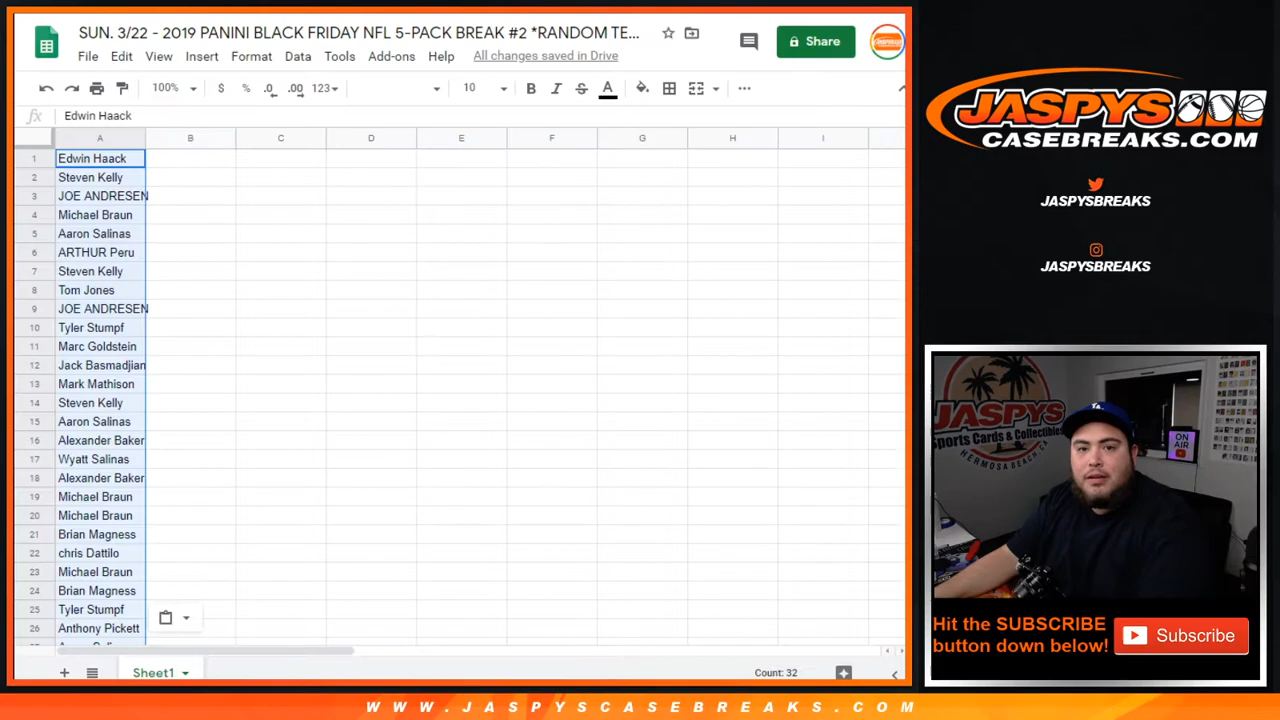 SUN. 3/22 - 2019 PANINI BLACK FRIDAY NFL 5-PACK BREAK #2 *RANDOM TE...
Share
File Edit View Insert Format Data Tools Add-ons Help All changes saved in Drive
100% $ % .0 .00 123 10 B I S A
fx Edwin Haack
A B C D E F G H I
1 Edwin Haack
2 Steven Kelly
3 JOE ANDRESEN
4 Michael Braun
5 Aaron Salinas
6 ARTHUR Peru
7 Steven Kelly
8 Tom Jones
9 JOE ANDRESEN
10 Tyler Stumpf
11 Marc Goldstein
12 Jack Basmadjian
13 Mark Mathison
14 Steven Kelly
15 Aaron Salinas
16 Alexander Baker
17 Wyatt Salinas
18 Alexander Baker
19 Michael Braun
20 Michael Braun
21 Brian Magness
22 chris Dattilo
23 Michael Braun
24 Brian Magness
25 Tyler Stumpf
26 Anthony Pickett
Sheet1
Count: 32
JASPYS
CASEBREAKS.COM
JASPYSBREAKS
JASPYSBREAKS
JASPYS
Sports Cards & Collectibles
HERMOSA BEACH CA
LA
ON
AIR
Hit the SUBSCRIBE
button down below!
Subscribe
WWW.JASPYSCASEBREAKS.COM